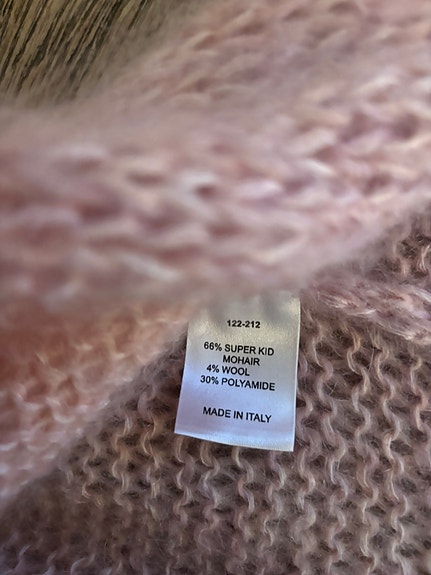 122-212
66% SUPER KID
MOHAIR
4% WOOL
30% POLYAMIDE
MADE IN ITALY